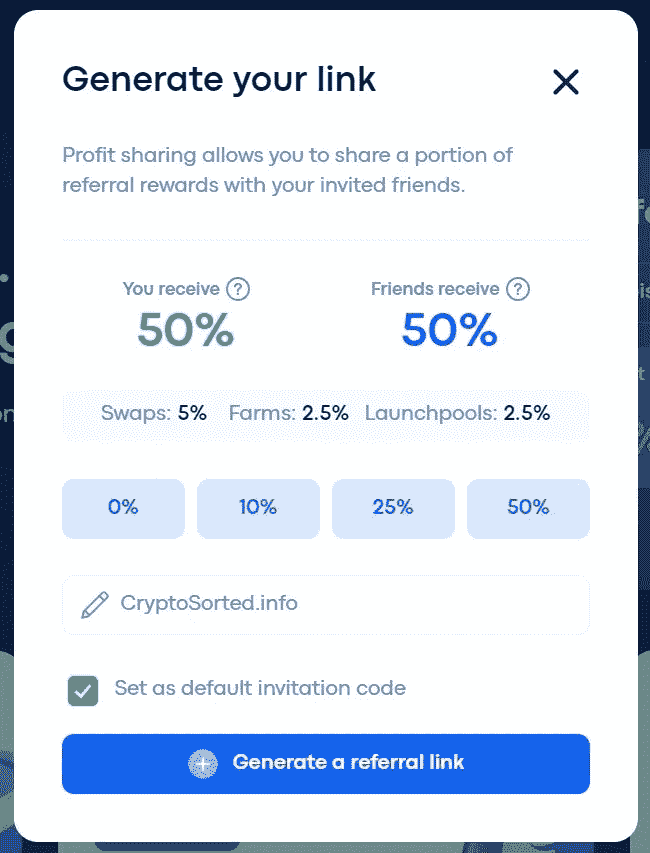 Generate your link
Profit sharing allows you to share a portion of
referral rewards with your invited friends.
You receive ?
Friends receive ?
50%
50%
Swaps: 5% Farms: 2.5% Launchpools: 2.5%
0%
10%
25%
50%
CryptoSorted.info
Set as default invitation code
Generate a referral link